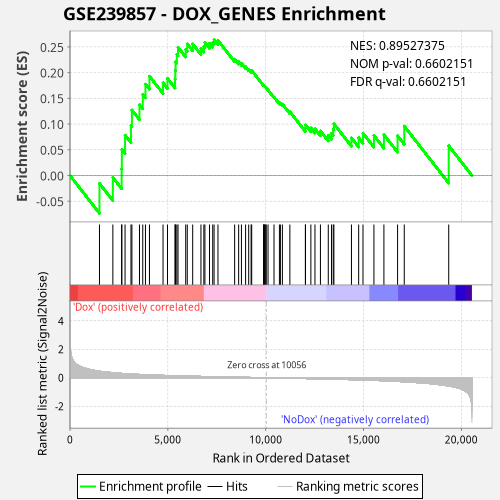 GSE239857 - DOX_GENES Enrichment
NES: 0.89527375
NOM p-val: 0.6602151
FDR q-val: 0.6602151
Enrichment score (ES)
0.25
0.20
0.15
0.10
0.05
0.00
-0.05
'Dox' (positively correlated)
Ranked list metric (Signal2Noise)
4
2
0
-2
Zero cross at 10056
'NoDox' (negatively correlated)
0
5,000
10,000
15,000
20,000
Rank in Ordered Dataset
Enrichment profile
Hits
Ranking metric scores